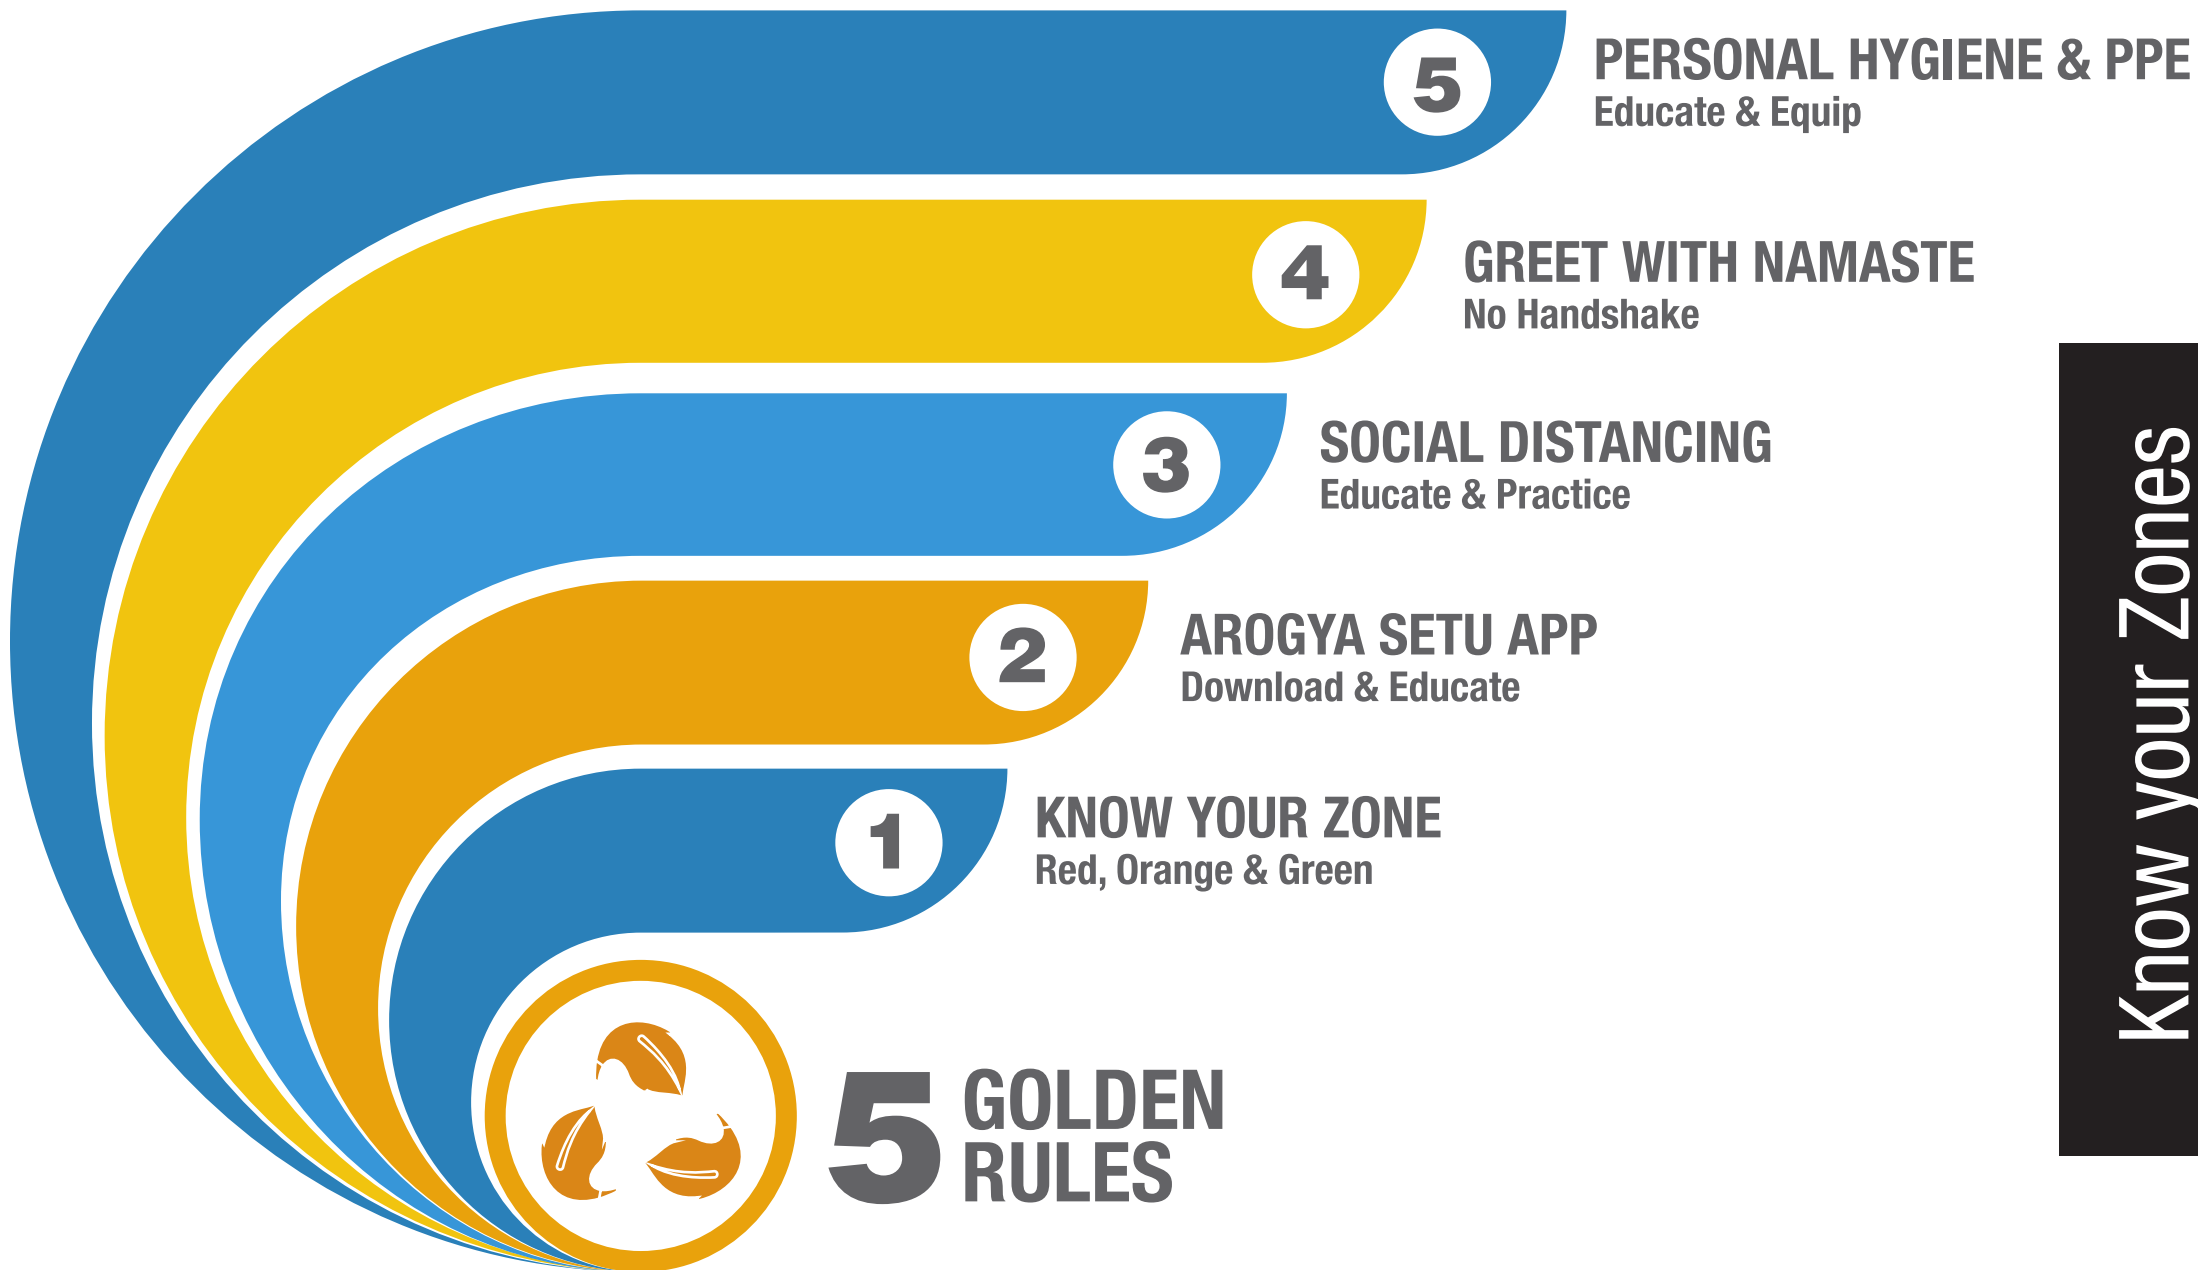 5
PERSONAL HYGIENE & PPE
Educate & Equip
4
GREET WITH NAMASTE
No Handshake
3
SOCIAL DISTANCING
Educate & Practice
2
AROGYA SETU APP
Download & Educate
1
KNOW YOUR ZONE
Red, Orange & Green
5 GOLDEN
RULES
Know your Zones